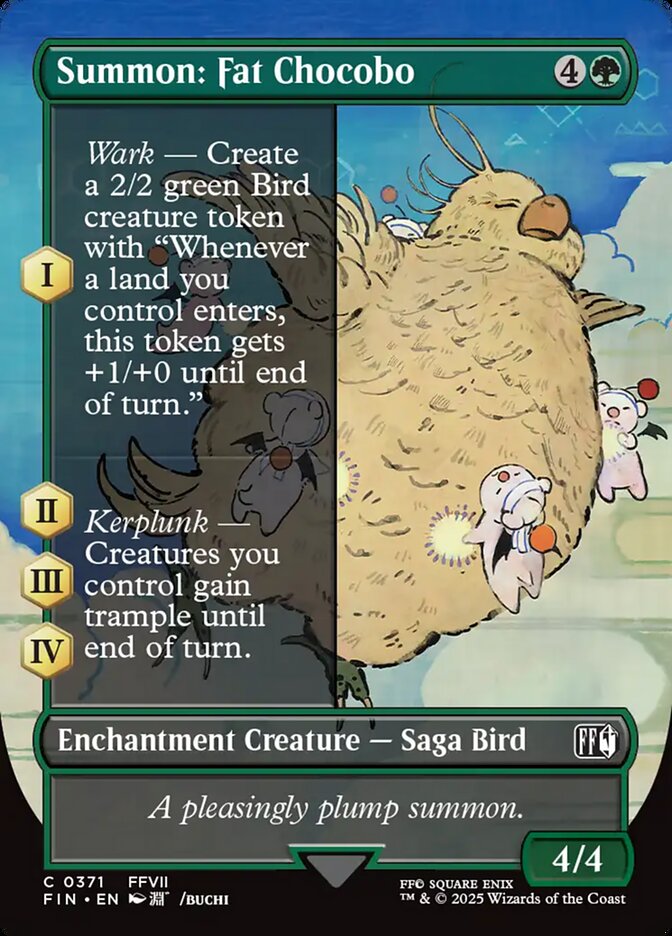 Summon: Fat Chocobo 4
Wark — Create
a 2/2 green Bird
creature token
with “Whenever
I
a land you
control enters,
this token gets
+1/+0 until end
of turn.”
II
Kerplunk —
Creatures you
III
control gain
trample until
IV
end of turn.
Enchantment Creature — Saga Bird FF
A pleasingly plump summon.
4/4
C 0371 FFVII
FIN • EN 淵 /BUCHI
FF© SQUARE ENIX
™ & © 2025 Wizards of the Coast